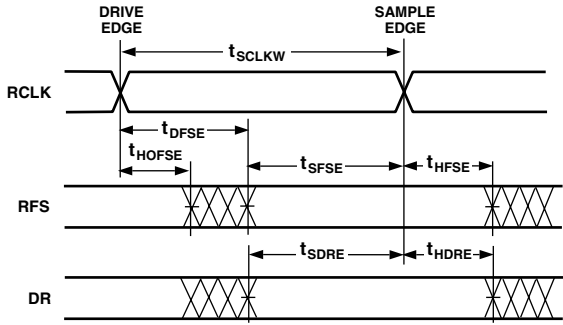 DRIVE
EDGE
SAMPLE
EDGE
tSCLKW
RCLK
tDFSE
tHOFSE
tSFSE
tHFSE
RFS
tSDRE
tHDRE
DR